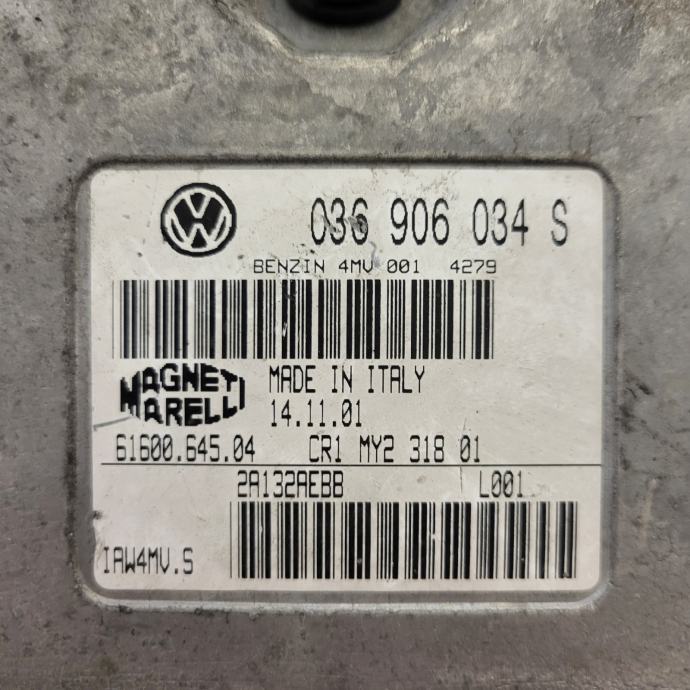 036 906 034 S
BENZIN 4MV 001 4279
MAGNETI MARELLI
MADE IN ITALY
14.11.01
61600.645.04 CR1 MY2 318 01
2A132AEBB L001
IAW4MV.S